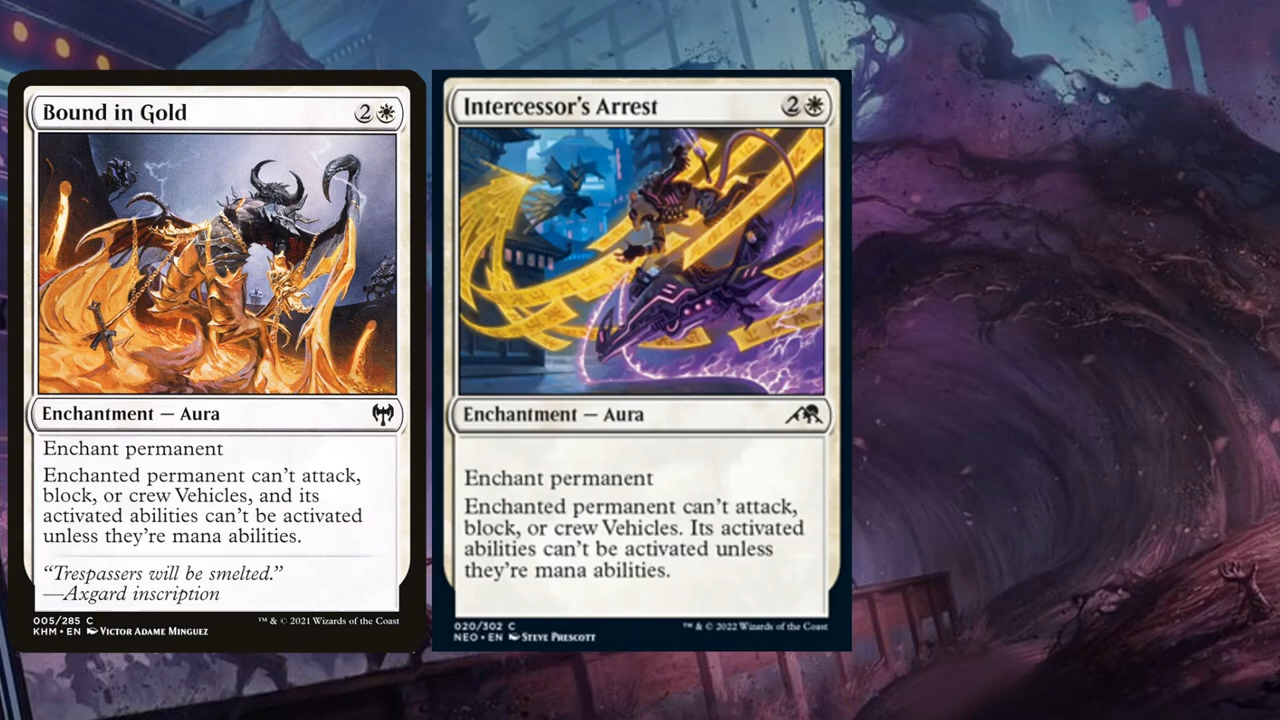 Bound in Gold
2
Enchantment — Aura
Enchant permanent
Enchanted permanent can't attack,
block, or crew Vehicles, and its
activated abilities can't be activated
unless they're mana abilities.
“Trespassers will be smelted.”
—Axgard inscription
005/285 C
KHM • EN Victor Adame Minguez
™ & © 2021 Wizards of the Coast
Intercessor's Arrest
2
Enchantment — Aura
Enchant permanent
Enchanted permanent can't attack,
block, or crew Vehicles. Its activated
abilities can't be activated unless
they're mana abilities.
020/302 C
NEO • EN Steve Prescott
™ & © 2022 Wizards of the Coast